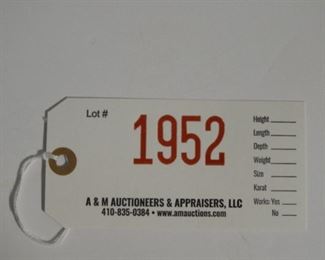 Lot #
1952
Height
Length
Depth
Weight
Size
Karat
Works: Yes
No
A & M AUCTIONEERS & APPRAISERS, LLC
410-835-0384 • www.amauctions.com